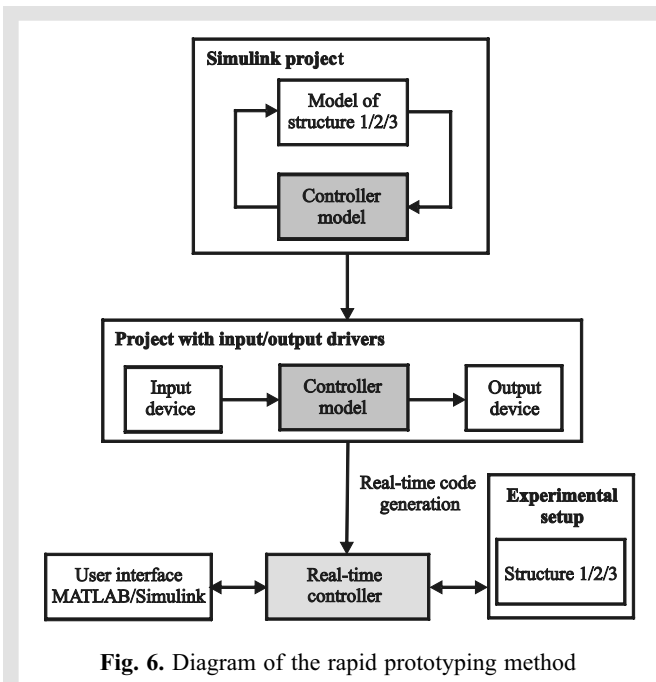 Simulink project
Model of
structure 1/2/3
Controller
model
Project with input/output drivers
Input
device
Controller
model
Output
device
Real-time code
generation
Experimental
setup
User interface
MATLAB/Simulink
Real-time
controller
Structure 1/2/3
Fig. 6. Diagram of the rapid prototyping method